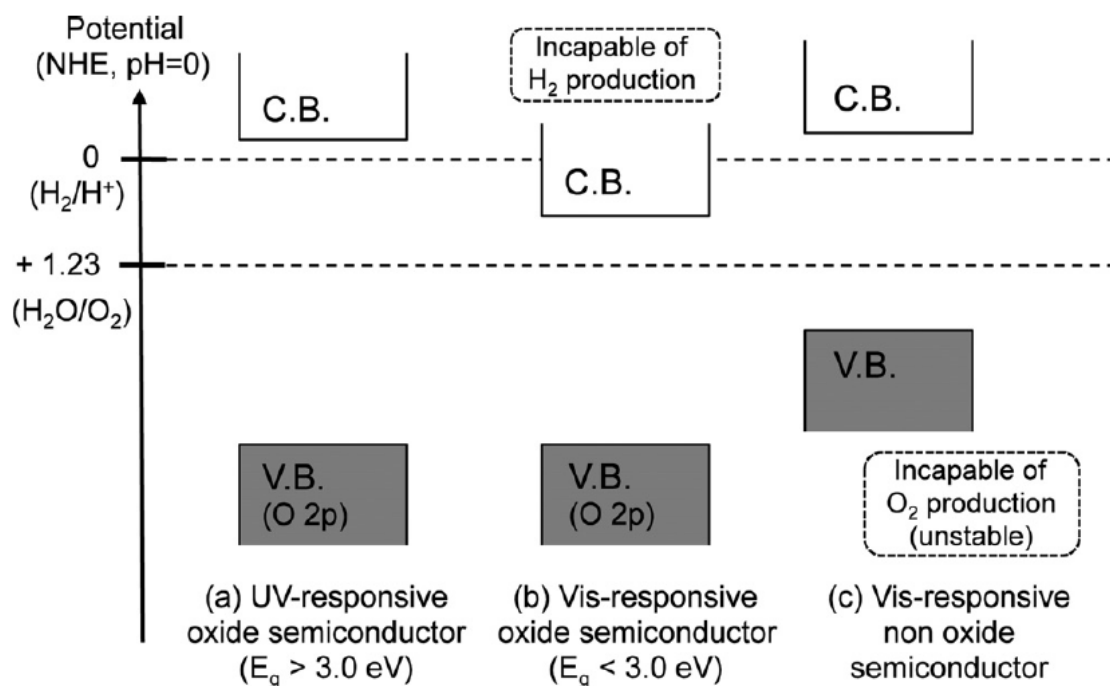 Potential
(NHE, pH=0)
0
(H₂/H⁺)
+ 1.23
(H₂O/O₂)
C.B.
V.B.
(O 2p)
(a) UV-responsive
oxide semiconductor
(E_g > 3.0 eV)
Incapable of
H₂ production
C.B.
V.B.
(O 2p)
(b) Vis-responsive
oxide semiconductor
(E_g < 3.0 eV)
C.B.
V.B.
Incapable of
O₂ production
(unstable)
(c) Vis-responsive
non oxide
semiconductor